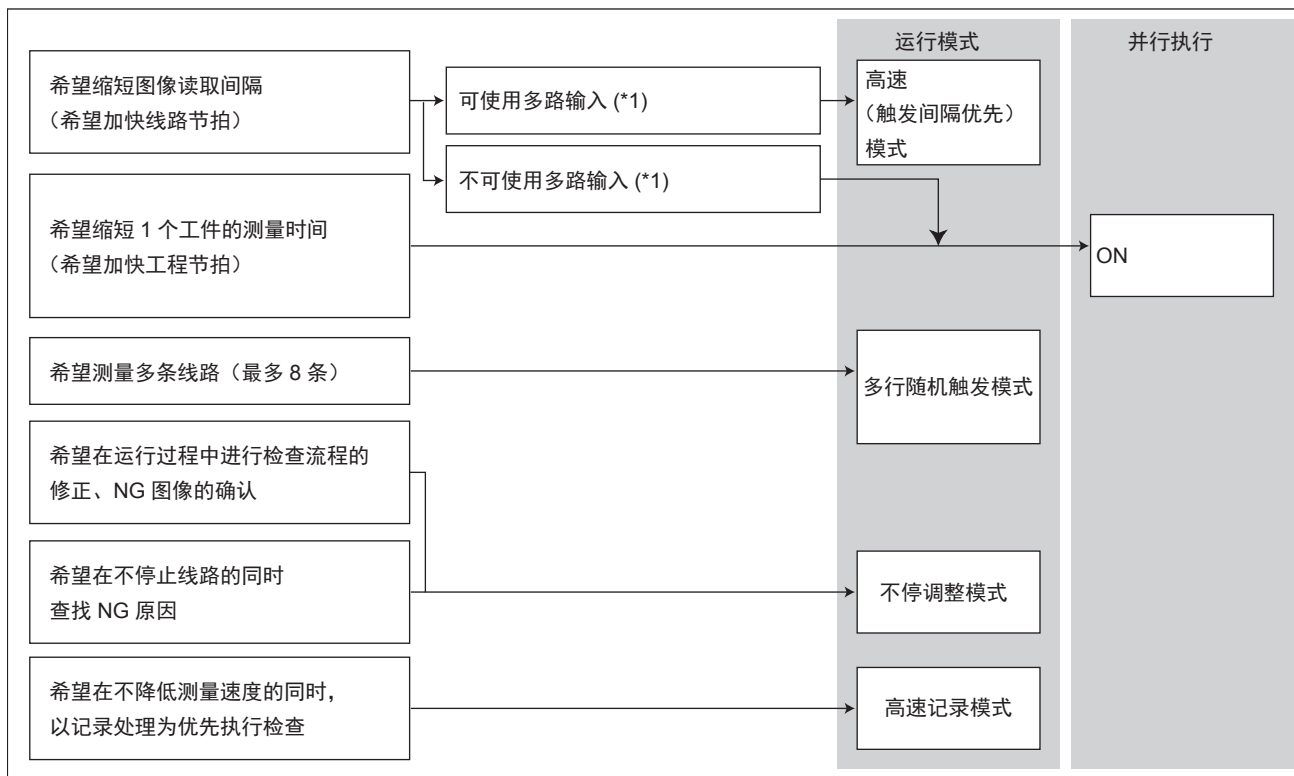 运行模式
并行执行
希望缩短图像读取间隔
（希望加快线路节拍）
可使用多路输入 (*1)
高速
（触发间隔优先）
模式
不可使用多路输入 (*1)
希望缩短 1 个工件的测量时间
（希望加快工程节拍）
ON
希望测量多条线路（最多 8 条）
多行随机触发模式
希望在运行过程中进行检查流程的
修正、NG 图像的确认
希望在不停止线路的同时
查找 NG 原因
不停调整模式
希望在不降低测量速度的同时，
以记录处理为优先执行检查
高速记录模式